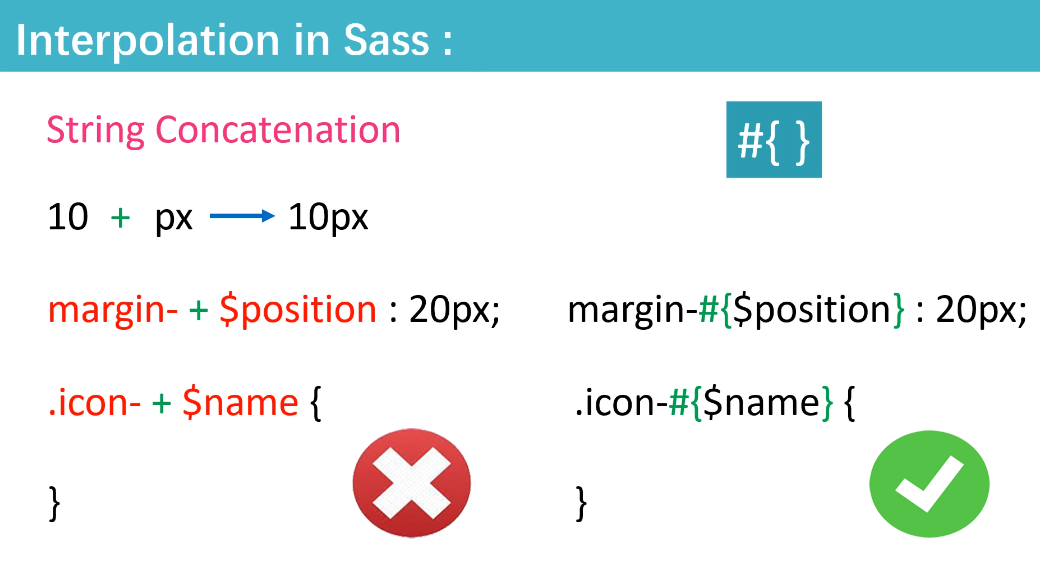 Interpolation in Sass :
String Concatenation
#{ }
10 + px 10px
margin- + $position : 20px;
.icon- + $name {
}
margin-#{$position} : 20px;
.icon-#{$name} {
}